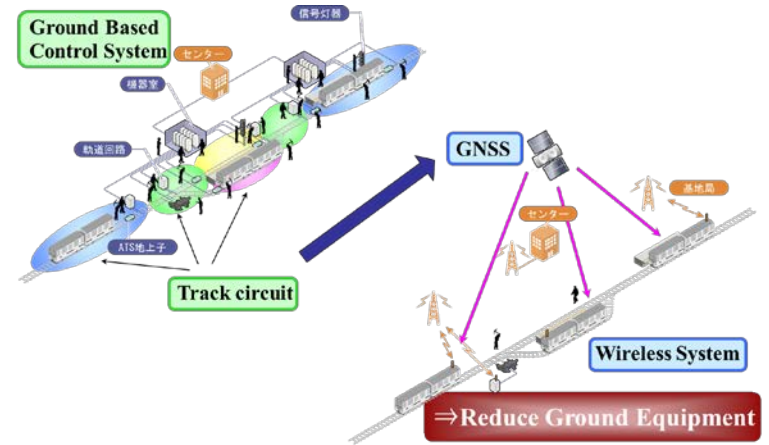 Ground Based
Control System
センター
信号灯器
機器室
軌道回路
ATS地上子
Track circuit
GNSS
基地局
センター
Wireless System
⇒Reduce Ground Equipment